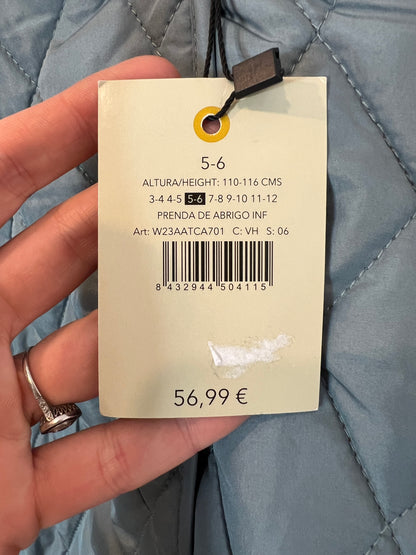 5-6
ALTURA/HEIGHT: 110-116 CMS
3-4 4-5 5-6 7-8 9-10 11-12
PRENDA DE ABRIGO INF
Art: W23AATCA701 C: VH S: 06
8 432944 504115
56,99 €